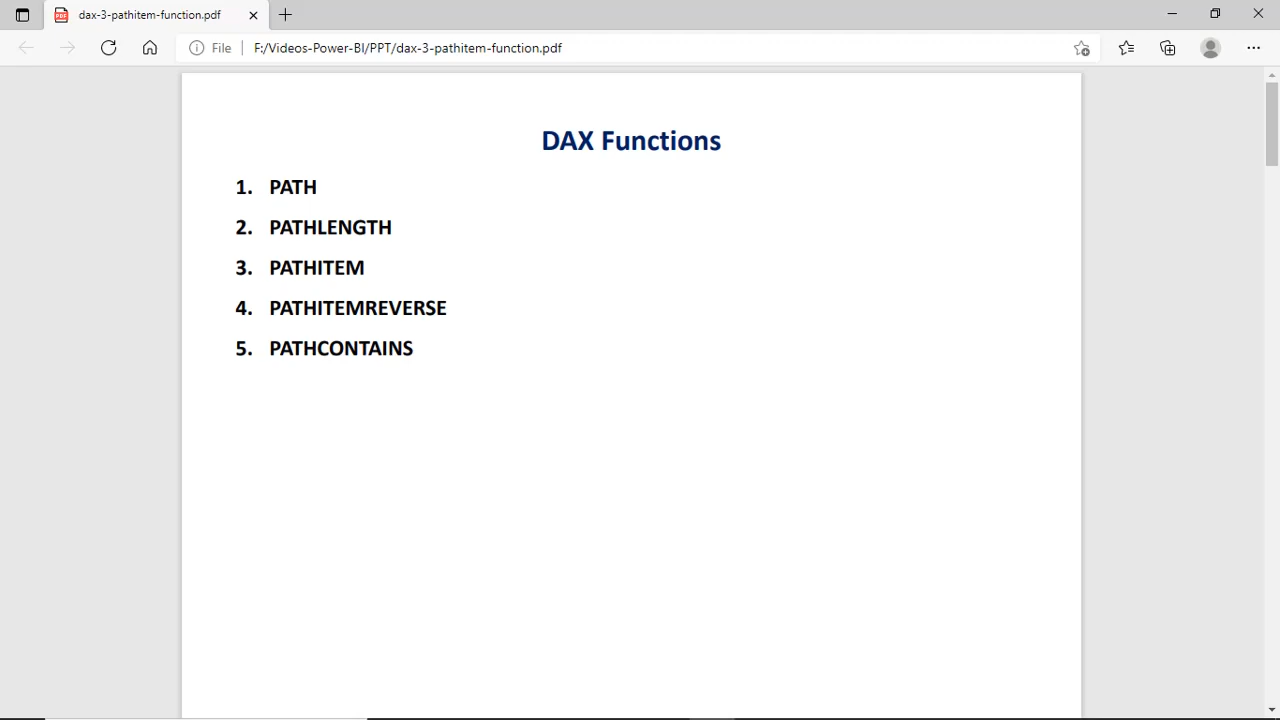 dax-3-pathitem-function.pdf
File
F:/Videos-Power-BI/PPT/dax-3-pathitem-function.pdf
DAX Functions
1. PATH
2. PATHLENGTH
3. PATHITEM
4. PATHITEMREVERSE
5. PATHCONTAINS